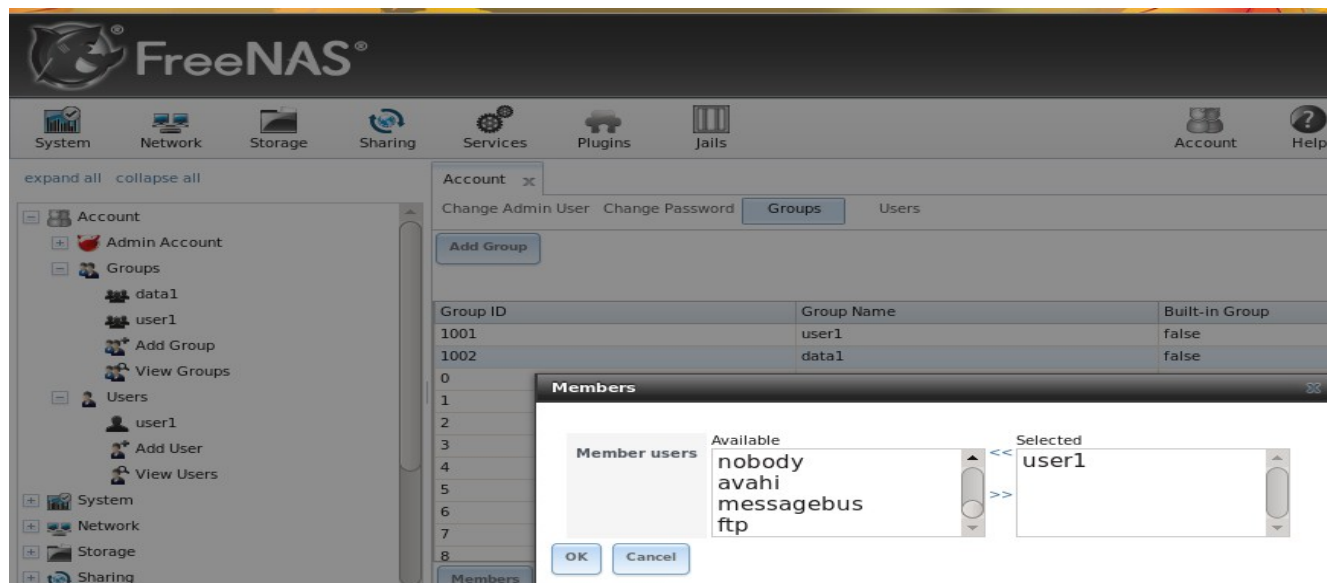 FreeNAS®
System Network Storage Sharing Services Plugins Jails Account Help
expand all collapse all
Account
Admin Account
Groups
data1
user1
Add Group
View Groups
Users
user1
Add User
View Users
System
Network
Storage
Sharing
Account x
Change Admin User Change Password Groups Users
Add Group
Group ID Group Name Built-in Group
1001 user1 false
1002 data1 false
0
1
2
3
4
5
6
7
8
Members
Members
Member users
Available
nobody
avahi
messagebus
ftp
<<
>>
Selected
user1
OK Cancel